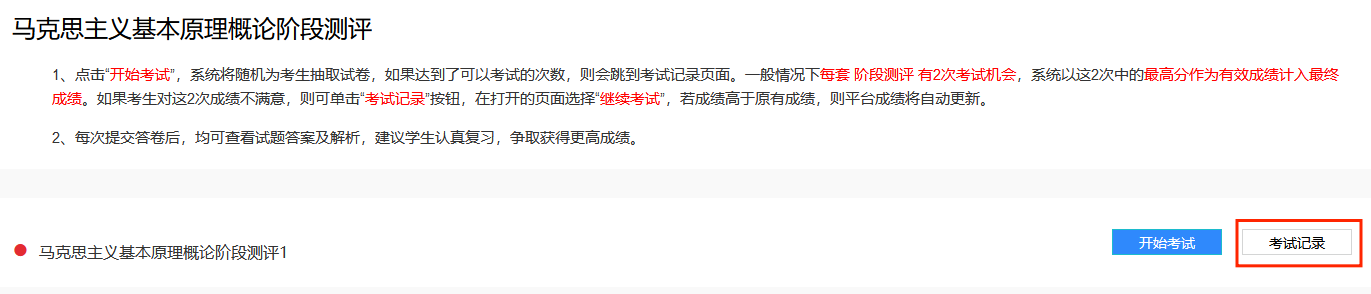 马克思主义基本原理概论阶段测评
1、点击“开始考试”，系统将随机为考生抽取试卷，如果达到了可以考试的次数，则会跳到考试记录页面。一般情况下每套 阶段测评 有2次考试机会，系统以这2次中的最高分作为有效成绩计入最终
成绩。如果考生对这2次成绩不满意，则可单击“考试记录”按钮，在打开的页面选择“继续考试”，若成绩高于原有成绩，则平台成绩将自动更新。
2、每次提交答卷后，均可查看试题答案及解析，建议学生认真复习，争取获得更高成绩。
马克思主义基本原理概论阶段测评1
开始考试
考试记录